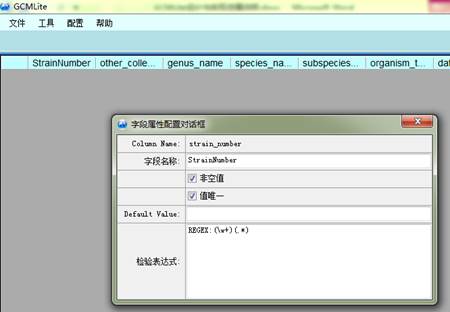 GCMLite
文件 工具 配置 帮助
StrainNumber other_colle... genus_name species_na... subspecies... organism_t... dat
字段属性配置对话框
Column Name: strain_number
字段名称: StrainNumber
非空值
值唯一
Default Value:
检验表达式: REGEX:(\w+)(.*)